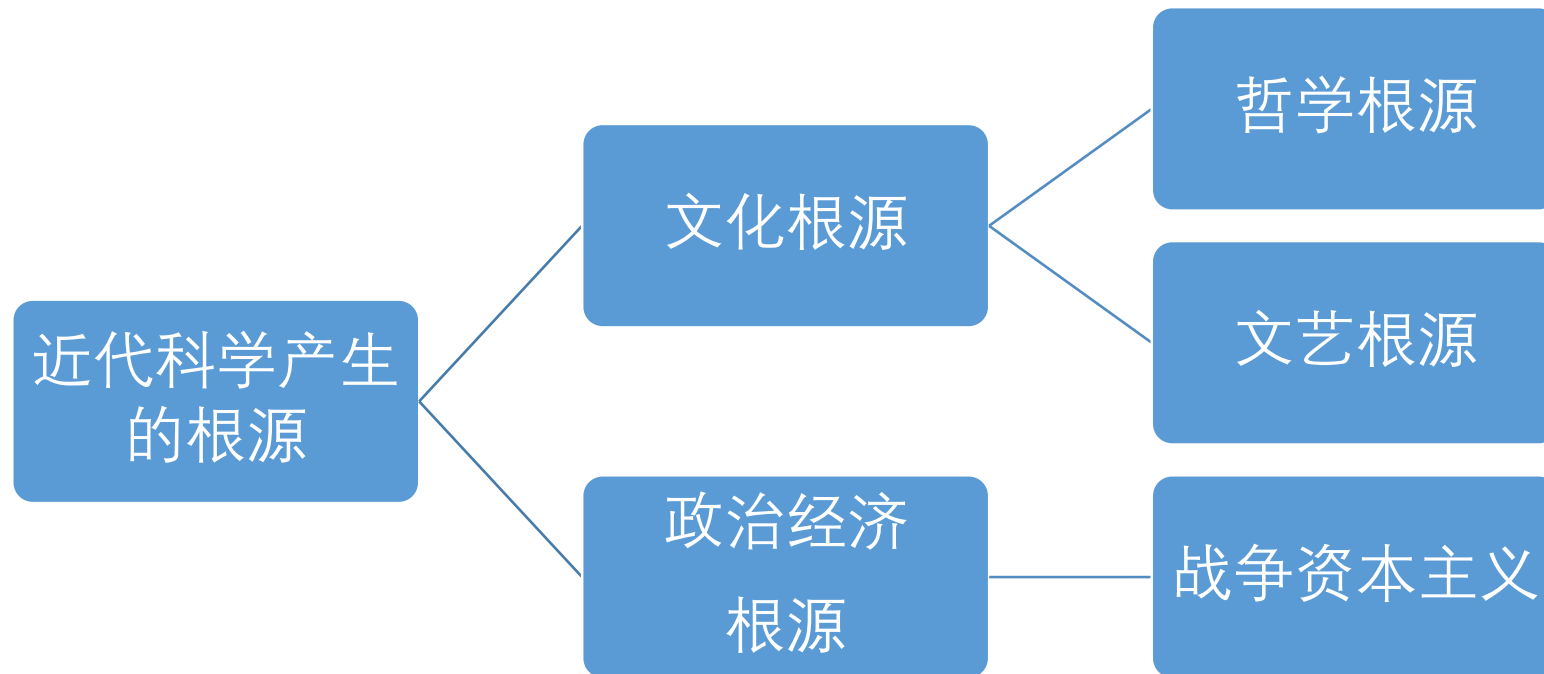 近代科学产生
的根源
文化根源
政治经济
根源
哲学根源
文艺根源
战争资本主义